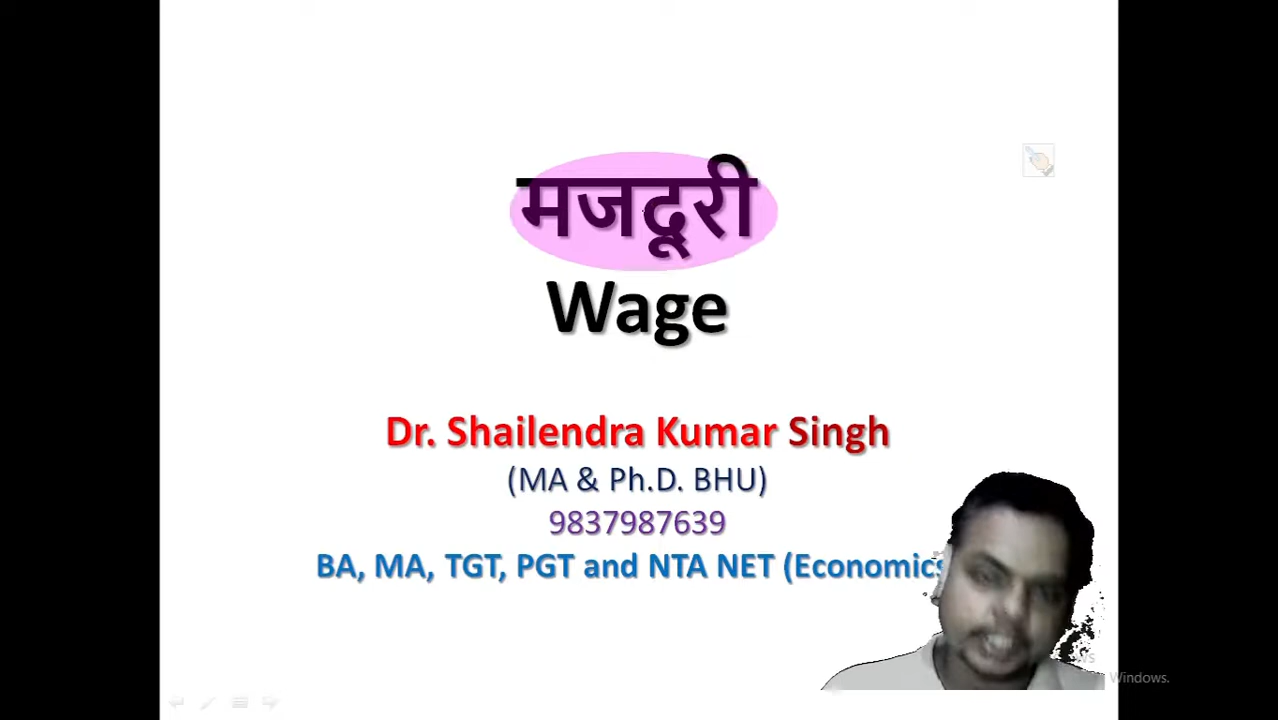 मजदूरी
Wage
Dr. Shailendra Kumar Singh
(MA & Ph.D. BHU)
9837987639
BA, MA, TGT, PGT and NTA NET (Economics
Windows.